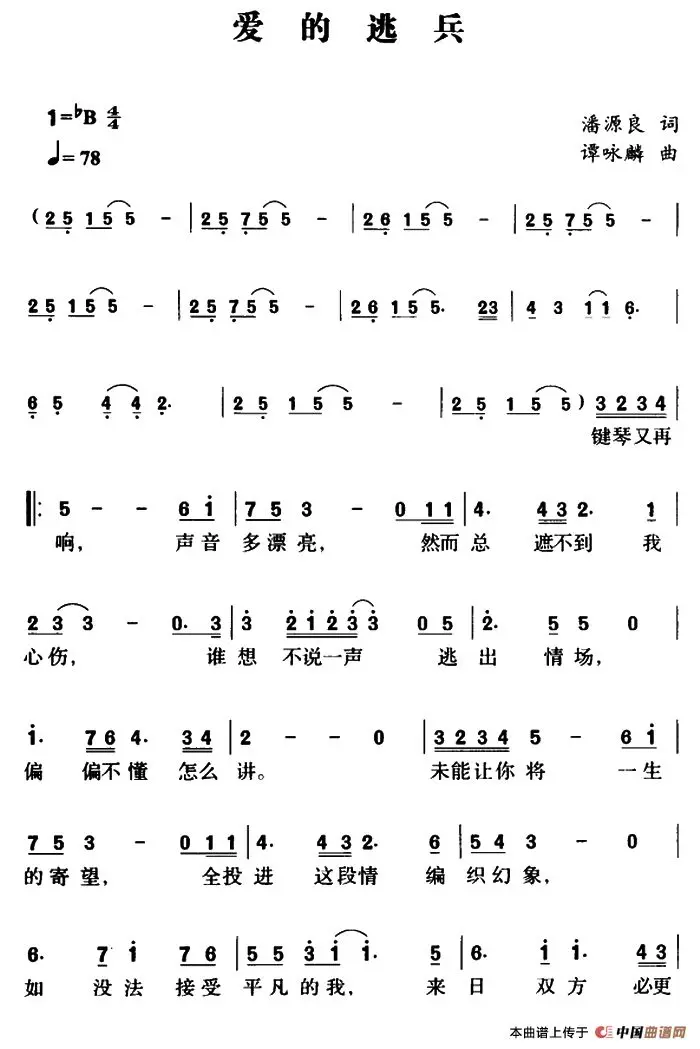 爱的逃兵
1=♭B 4/4
♩=78
潘源良 词
谭咏麟 曲
(2 5 1 5 5 5 - | 2 5 7 5 5 5 - | 2 6 1 5 5 5 - | 2 5 7 5 5 5 - |
2 5 1 5 5 5 - | 2 5 7 5 5 5 - | 2 6 1 5 5 5· 23 | 4 3 1 1 6·
6 5 4 4 2· | 2 5 1 5 5 - | 2 5 1 5 5) 3 2 3 4
键琴又再
‖: 5 - - 6 1 | 7 5 3 - 0 1 1 | 4· 4 3 2· 1
响, 声音 多漂亮, 然而 总 遮不到 我
2 3 3 - 0· 3 | 3 2 1 2 3 3 0 5 | 2· 5 5 0
心伤, 谁 想 不说一声 逃 出 情场,
1· 7 6 4· 3 4 | 2 - - 0 | 3 2 3 4 5 - 6 1
偏 偏不懂 怎么 讲。 未能让你 将 一生
7 5 3 - 0 1 1 | 4· 4 3 2· 6 | 5 4 3 - 0
的寄望, 全投 进 这段情 编 织幻象,
6· 7 1 7 6 | 5 5 3 1 1· 5 | 6· 1 1· 4 3
如 没法 接受 平凡的我, 来 日 双方 必更
本曲谱上传于 中国曲谱网